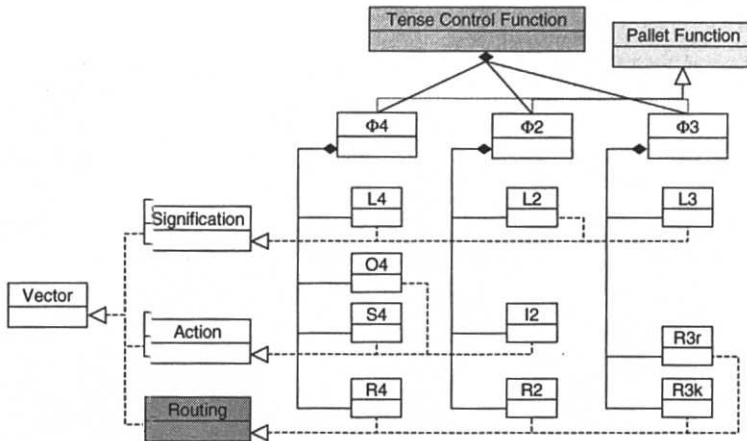 Tense Control Function
Pallet Function
Φ4
Φ2
Φ3
Signification
L4
L2
L3
O4
Vector
Action
S4
I2
R3r
Routing
R4
R2
R3k